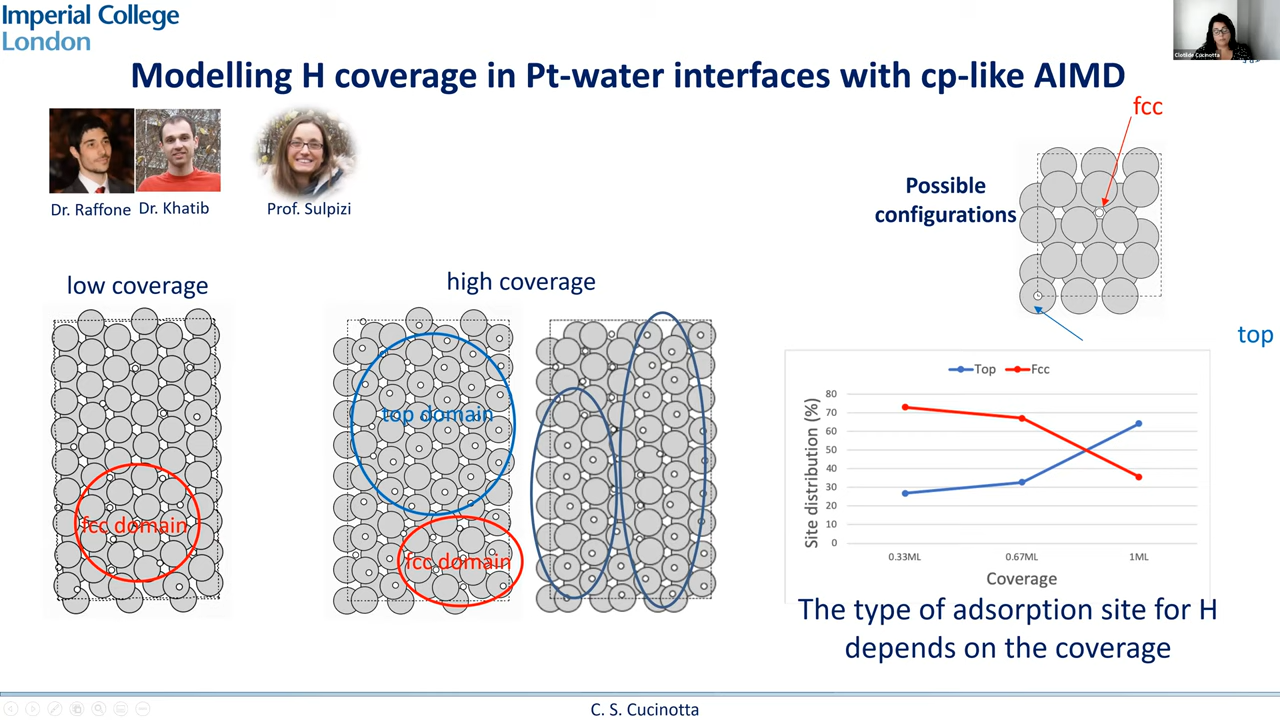 Imperial College
London
Clotilde Cucinotta
Modelling H coverage in Pt-water interfaces with cp-like AIMD
fcc
Possible
configurations
Dr. Raffone
Dr. Khatib
Prof. Sulpizi
low coverage
high coverage
top
top domain
fcc domain
fcc domain
Top
Fcc
Site distribution (%)
80
70
60
50
40
30
20
10
0
0.33ML
0.67ML
1ML
Coverage
The type of adsorption site for H
depends on the coverage
C. S. Cucinotta